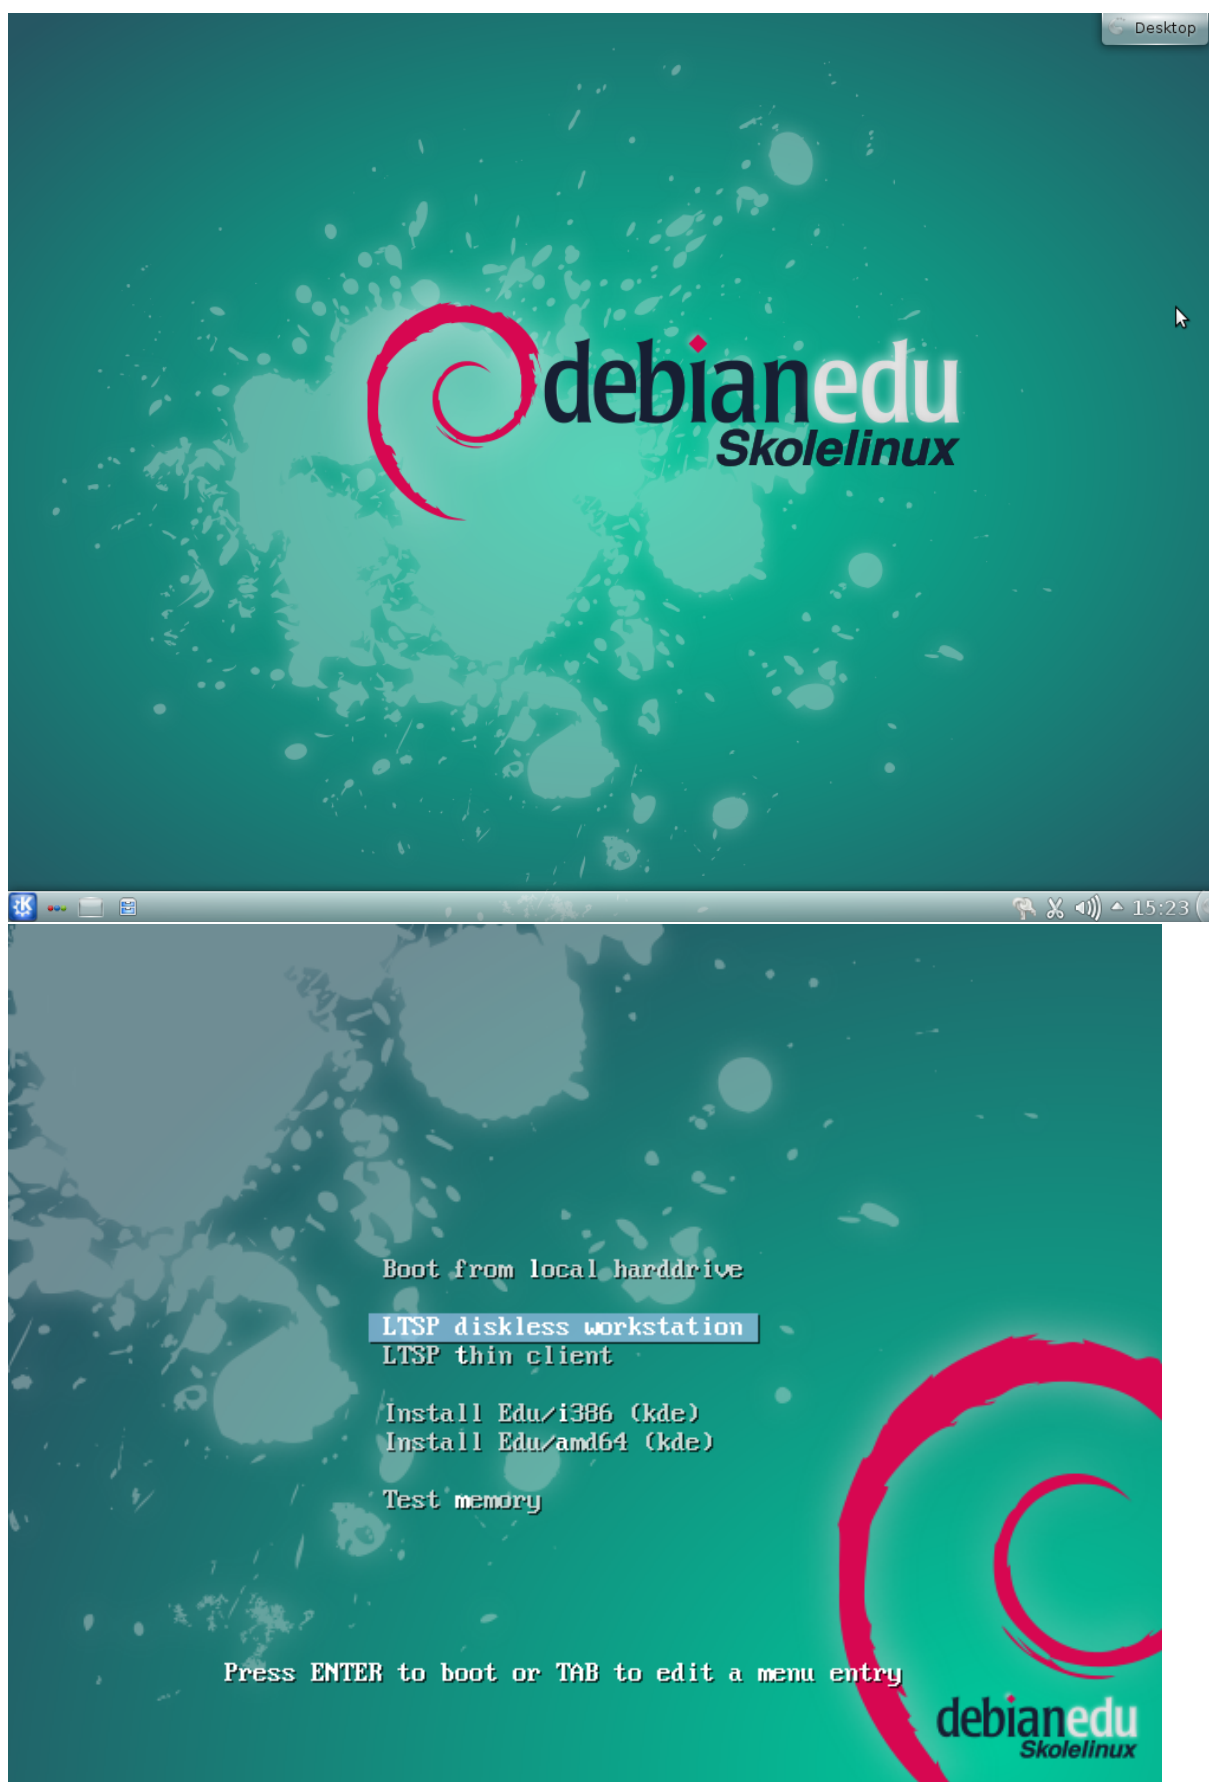 Desktop
debianedu
Skolelinux
15:23
Boot from local harddrive
LTSP diskless workstation
LTSP thin client
Install Edu/i386 (kde)
Install Edu/amd64 (kde)
Test memory
Press ENTER to boot or TAB to edit a menu entry
debianedu
Skolelinux